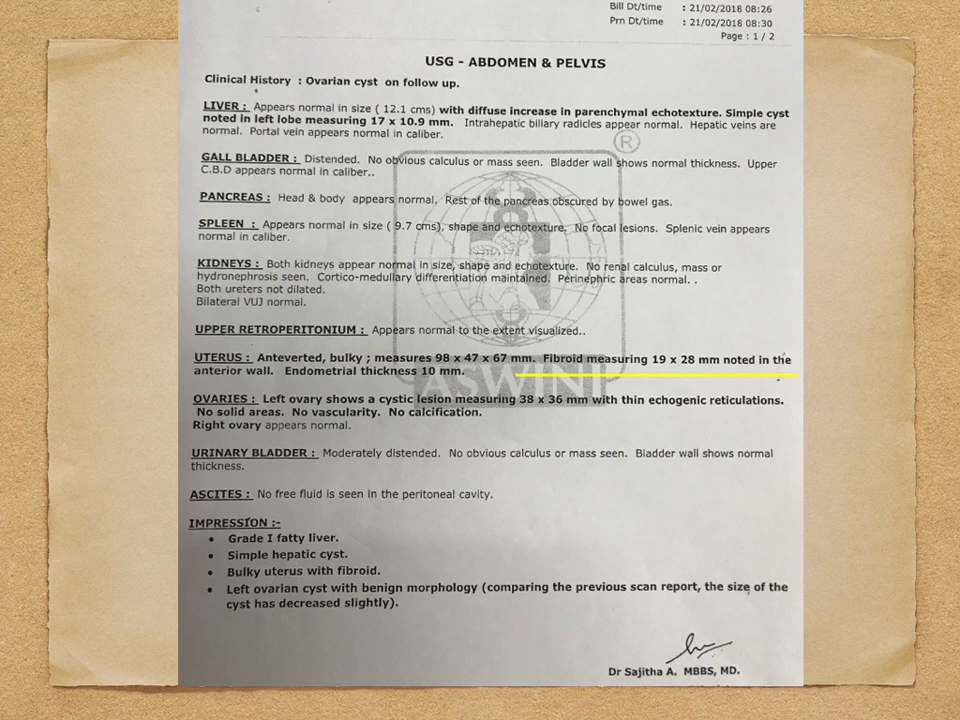 Bill Dt/time : 21/02/2018 08:26
Prn Dt/time : 21/02/2018 08:30
Page : 1 / 2
USG - ABDOMEN & PELVIS
Clinical History : Ovarian cyst on follow up.
LIVER : Appears normal in size ( 12.1 cms) with diffuse increase in parenchymal echotexture. Simple cyst
noted in left lobe measuring 17 x 10.9 mm. Intrahepatic biliary radicles appear normal. Hepatic veins are
normal. Portal vein appears normal in caliber.
GALL BLADDER : Distended. No obvious calculus or mass seen. Bladder wall shows normal thickness. Upper
C.B.D appears normal in caliber..
PANCREAS : Head & body appears normal. Rest of the pancreas obscured by bowel gas.
SPLEEN : Appears normal in size ( 9.7 cms), shape and echotexture. No focal lesions. Splenic vein appears
normal in caliber.
KIDNEYS : Both kidneys appear normal in size, shape and echotexture. No renal calculus, mass or
hydronephrosis seen. Cortico-medullary differentiation maintained. Perinephric areas normal. .
Both ureters not dilated.
Bilateral VUJ normal.
UPPER RETROPERITONIUM : Appears normal to the extent visualized..
UTERUS : Anteverted, bulky ; measures 98 x 47 x 67 mm. Fibroid measuring 19 x 28 mm noted in the
anterior wall. Endometrial thickness 10 mm.
ASWINI
OVARIES : Left ovary shows a cystic lesion measuring 38 x 36 mm with thin echogenic reticulations.
No solid areas. No vascularity. No calcification.
Right ovary appears normal.
URINARY BLADDER : Moderately distended. No obvious calculus or mass seen. Bladder wall shows normal
thickness.
ASCITES : No free fluid is seen in the peritoneal cavity.
IMPRESSION :-
• Grade I fatty liver.
• Simple hepatic cyst.
• Bulky uterus with fibroid.
• Left ovarian cyst with benign morphology (comparing the previous scan report, the size of the
cyst has decreased slightly).
Dr Sajitha A. MBBS, MD.